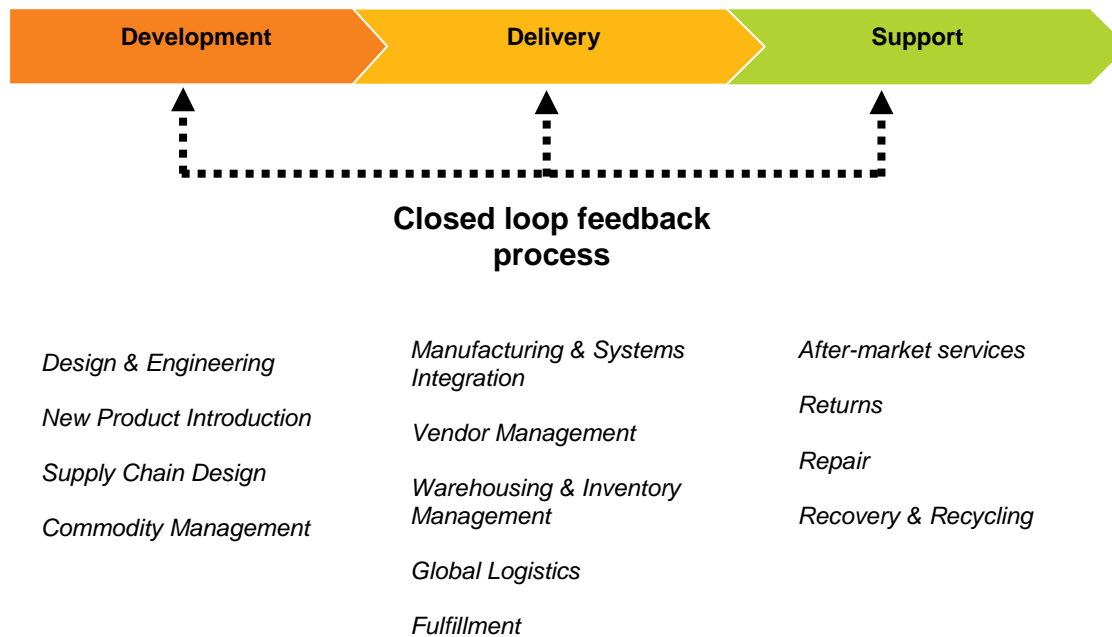 Development
Delivery
Support
Closed loop feedback
process
Design & Engineering
New Product Introduction
Supply Chain Design
Commodity Management
Manufacturing & Systems
Integration
Vendor Management
Warehousing & Inventory
Management
Global Logistics
Fulfillment
After-market services
Returns
Repair
Recovery & Recycling